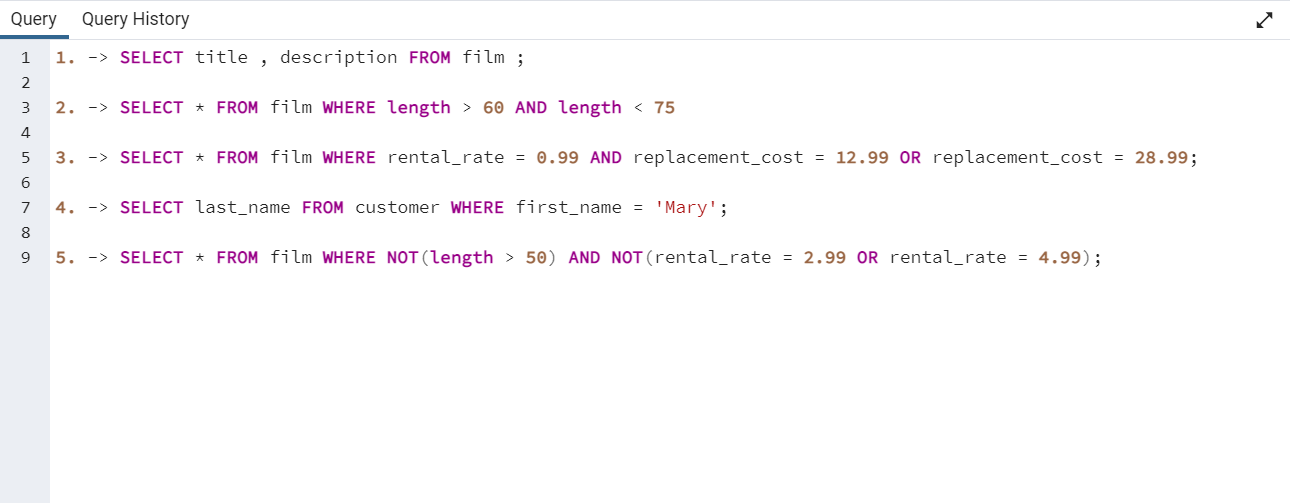 Query Query History
1 1. -> SELECT title , description FROM film ;
2
3 2. -> SELECT * FROM film WHERE length > 60 AND length < 75
4
5 3. -> SELECT * FROM film WHERE rental_rate = 0.99 AND replacement_cost = 12.99 OR replacement_cost = 28.99;
6
7 4. -> SELECT last_name FROM customer WHERE first_name = 'Mary';
8
9 5. -> SELECT * FROM film WHERE NOT(length > 50) AND NOT(rental_rate = 2.99 OR rental_rate = 4.99);